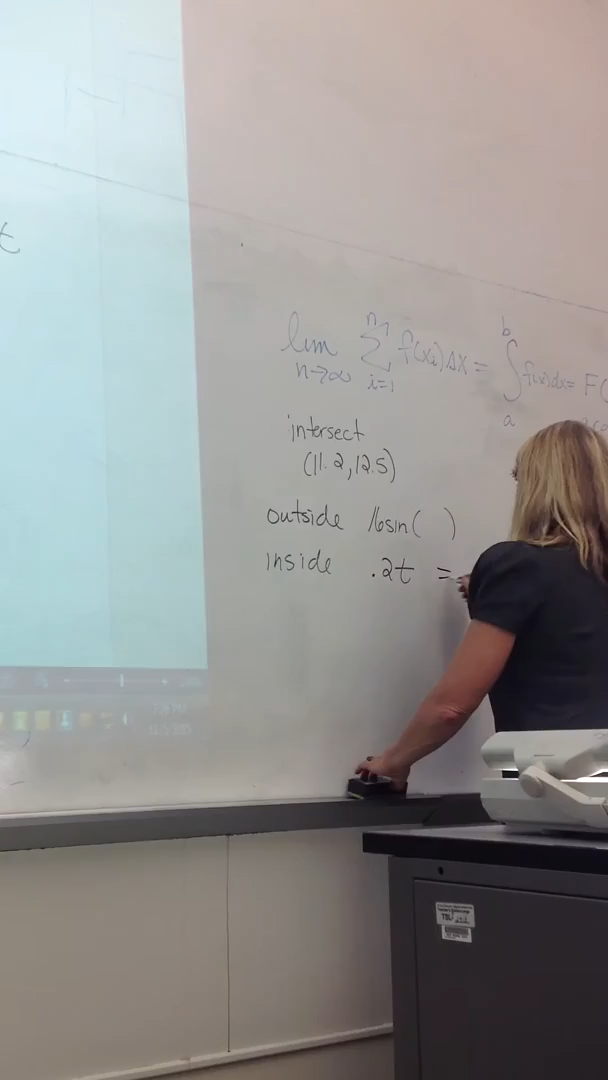 t
lim n→∞ n Σ i=1 f(xi)Δx = b ∫ a f(x)dx = F(
intersect
(11.2, 12.5)
outside 16sin( )
inside .2t =